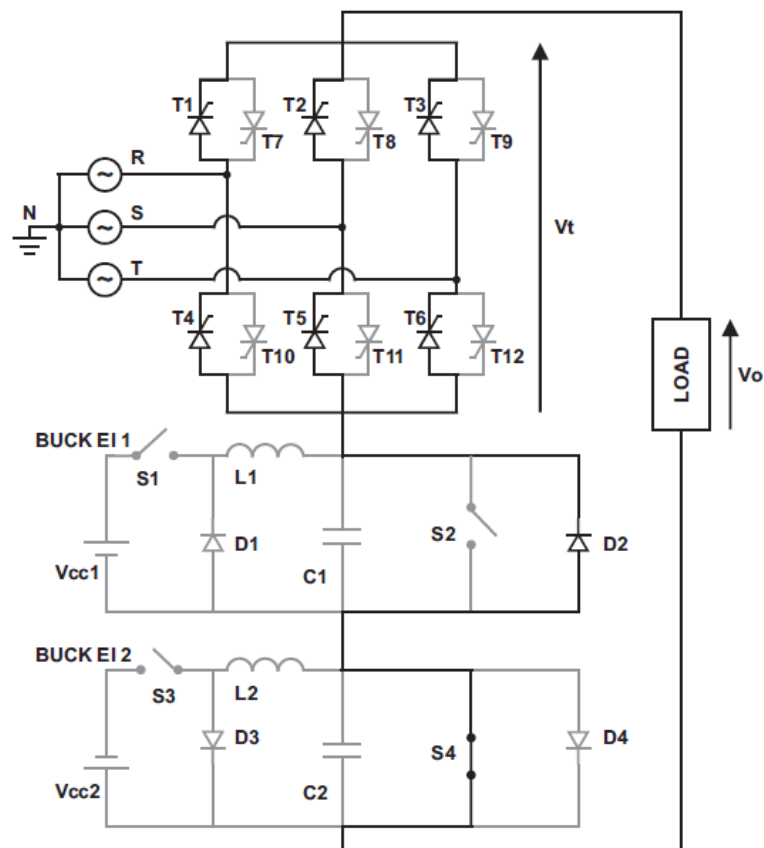 T1
T7
T2
T8
T3
T9
R
N
S
T
Vt
T4
T10
T5
T11
T6
T12
LOAD
Vo
BUCK EI 1
S1
L1
D1
Vcc1
C1
S2
D2
BUCK EI 2
S3
L2
D3
Vcc2
C2
S4
D4